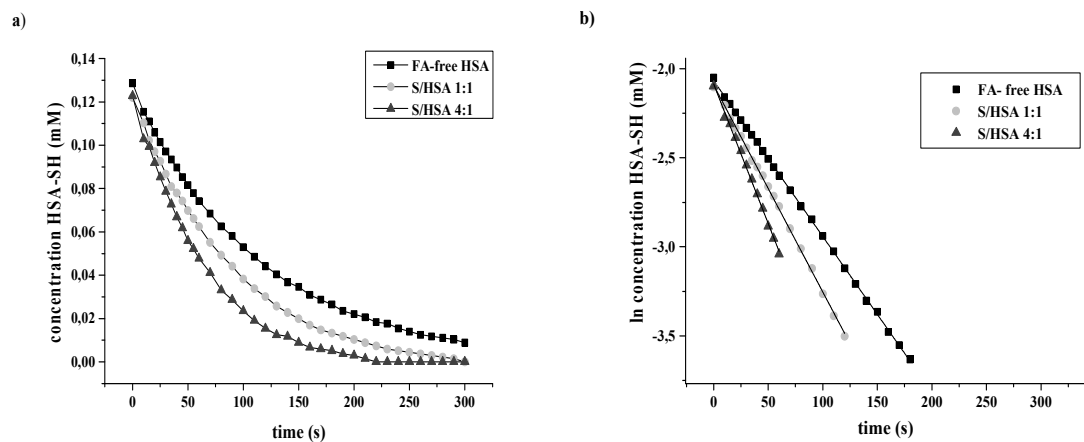 a)
concentration HSA-SH (mM)
0,14
0,12
0,10
0,08
0,06
0,04
0,02
0,00
0
50
100
150
200
250
300
time (s)
FA-free HSA
S/HSA 1:1
S/HSA 4:1
b)
ln concentration HSA-SH (mM)
-2,0
-2,5
-3,0
-3,5
0
50
100
150
200
250
300
time (s)
FA- free HSA
S/HSA 1:1
S/HSA 4:1